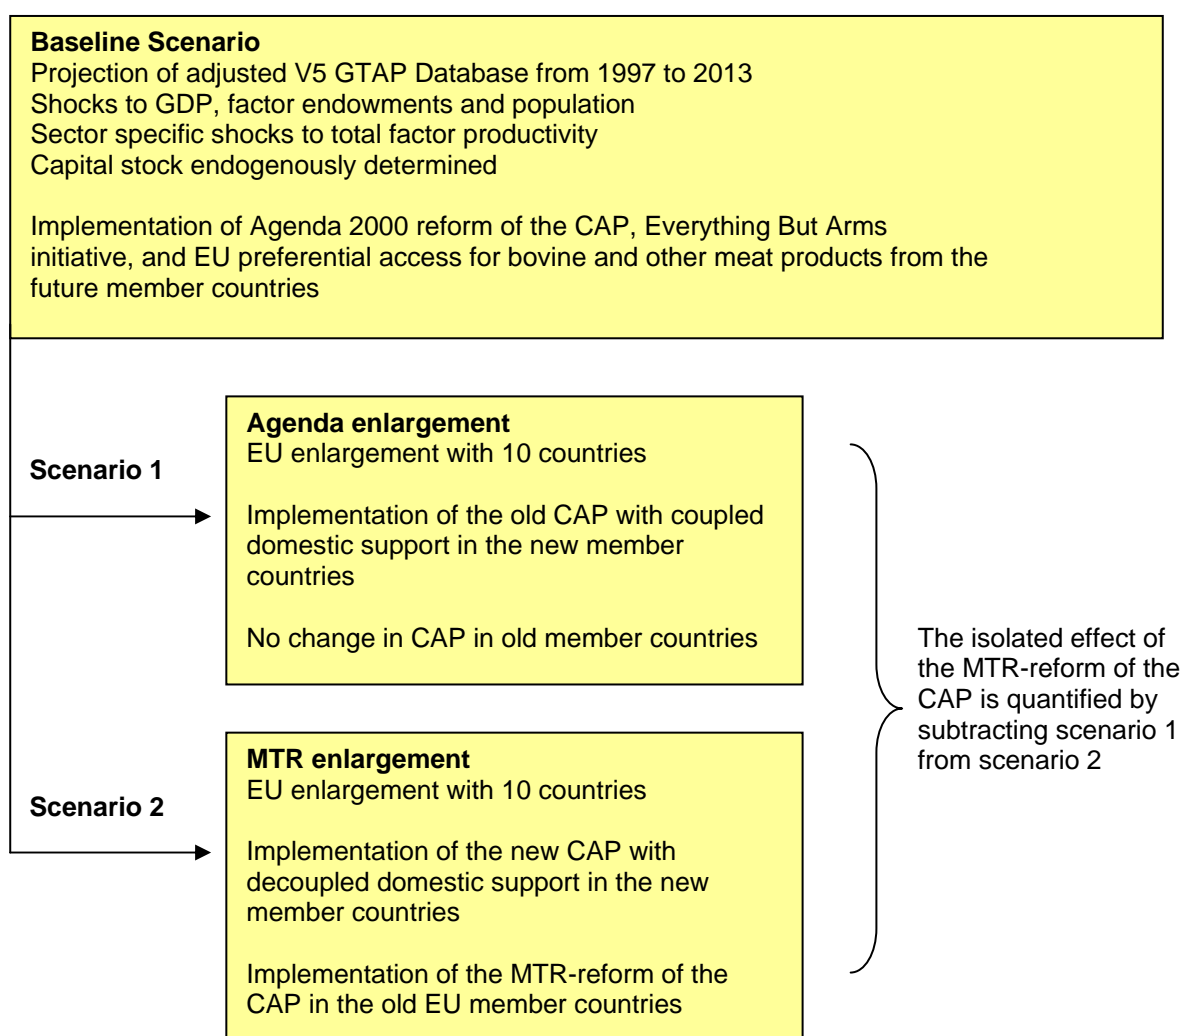 Baseline Scenario
Projection of adjusted V5 GTAP Database from 1997 to 2013
Shocks to GDP, factor endowments and population
Sector specific shocks to total factor productivity
Capital stock endogenously determined
Implementation of Agenda 2000 reform of the CAP, Everything But Arms
initiative, and EU preferential access for bovine and other meat products from the
future member countries
Scenario 1
Agenda enlargement
EU enlargement with 10 countries
Implementation of the old CAP with coupled
domestic support in the new member
countries
No change in CAP in old member countries
Scenario 2
MTR enlargement
EU enlargement with 10 countries
Implementation of the new CAP with
decoupled domestic support in the new
member countries
Implementation of the MTR-reform of the
CAP in the old EU member countries
The isolated effect of
the MTR-reform of the
CAP is quantified by
subtracting scenario 1
from scenario 2